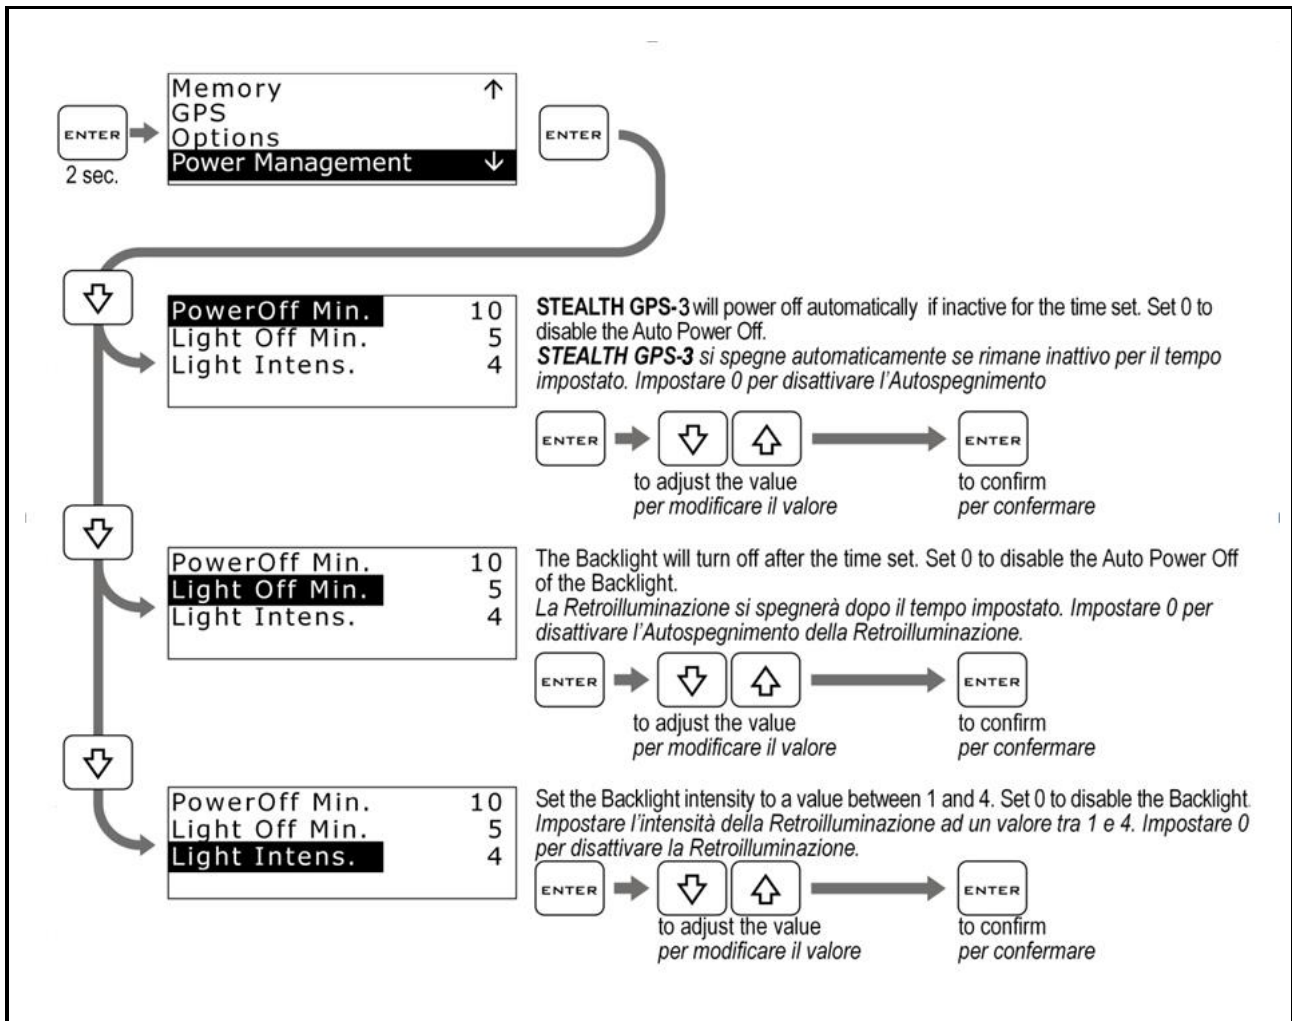 Memory ↑
GPS
Options
Power Management ↓
ENTER
2 sec.
ENTER
PowerOff Min. 10
Light Off Min. 5
Light Intens. 4
STEALTH GPS-3 will power off automatically if inactive for the time set. Set 0 to
disable the Auto Power Off.
STEALTH GPS-3 si spegne automaticamente se rimane inattivo per il tempo
impostato. Impostare 0 per disattivare l'Autospegnimento
ENTER
to adjust the value
per modificare il valore
ENTER
to confirm
per confermare
PowerOff Min. 10
Light Off Min. 5
Light Intens. 4
The Backlight will turn off after the time set. Set 0 to disable the Auto Power Off
of the Backlight.
La Retroilluminazione si spegnerà dopo il tempo impostato. Impostare 0 per
disattivare l'Autospegnimento della Retroilluminazione.
ENTER
to adjust the value
per modificare il valore
ENTER
to confirm
per confermare
PowerOff Min. 10
Light Off Min. 5
Light Intens. 4
Set the Backlight intensity to a value between 1 and 4. Set 0 to disable the Backlight.
Impostare l'intensità della Retroilluminazione ad un valore tra 1 e 4. Impostare 0
per disattivare la Retroilluminazione.
ENTER
to adjust the value
per modificare il valore
ENTER
to confirm
per confermare